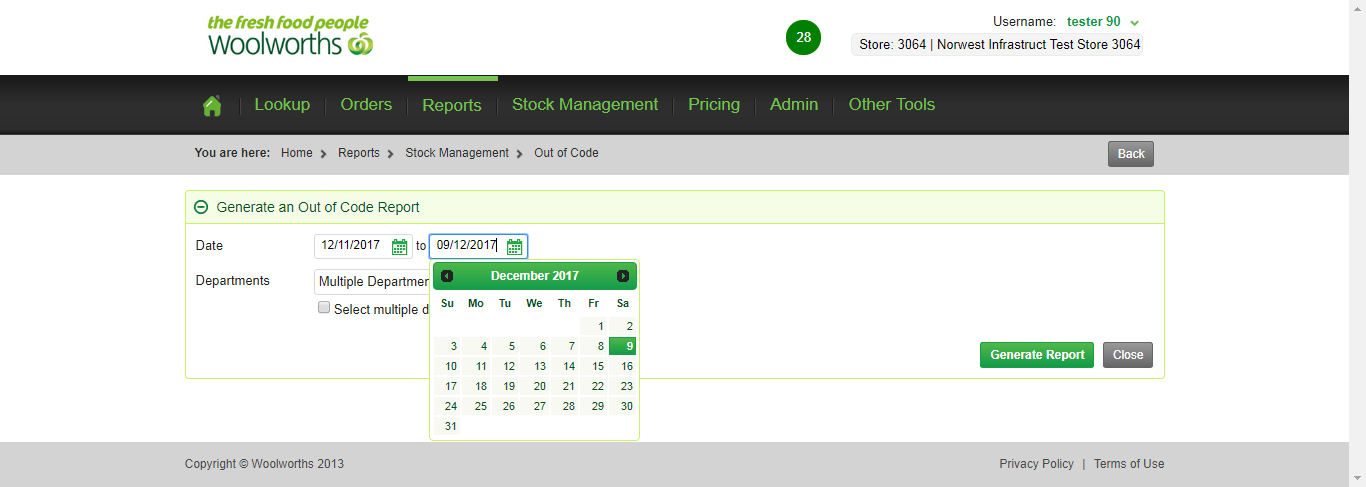 the fresh food people
Woolworths
28
Username: tester 90
Store: 3064 | Norwest Infrastruct Test Store 3064
Lookup Orders Reports Stock Management Pricing Admin Other Tools
You are here: Home Reports Stock Management Out of Code Back
Generate an Out of Code Report
Date 12/11/2017 to 09/12/2017
Departments Multiple Departmen
Select multiple d
December 2017
Su Mo Tu We Th Fr Sa
1 2
3 4 5 6 7 8 9
10 11 12 13 14 15 16
17 18 19 20 21 22 23
24 25 26 27 28 29 30
31
Generate Report Close
Copyright © Woolworths 2013 Privacy Policy | Terms of Use